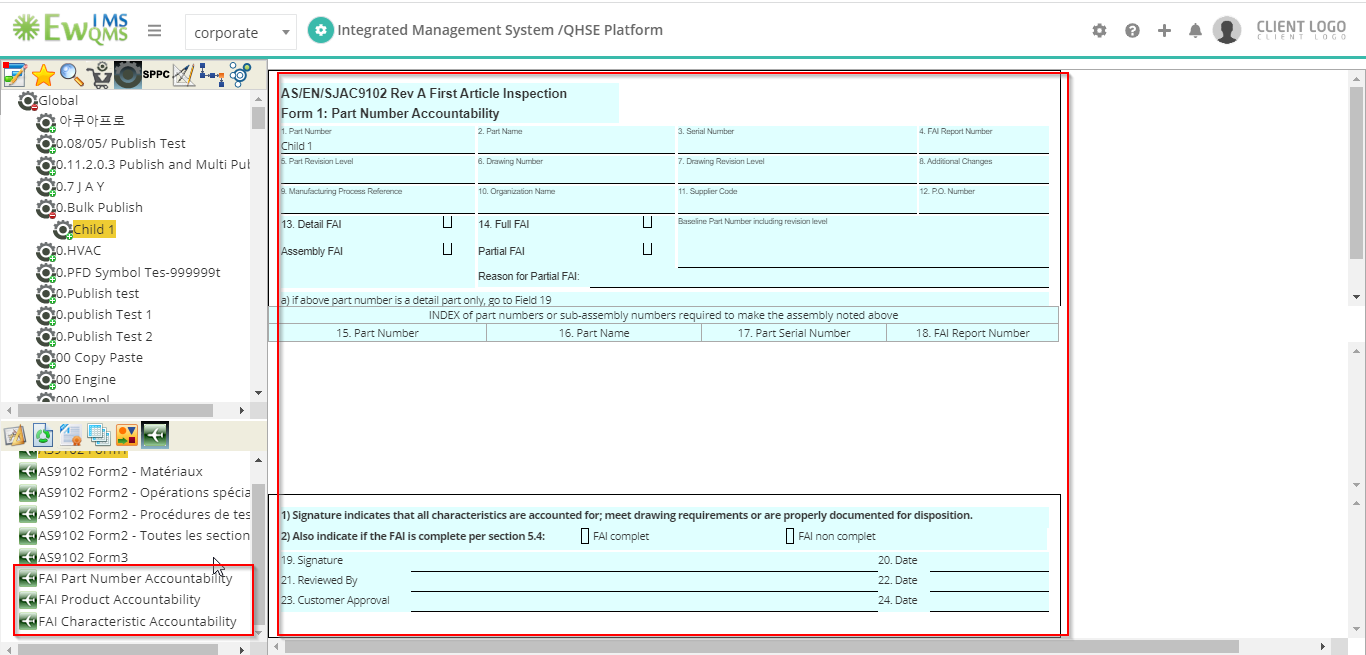 EwIMS
QMS
corporate
Integrated Management System /QHSE Platform
CLIENT LOGO
CLIENT LOGO
SPPC
Global
아쿠아프로
0.08/05/ Publish Test
0.11.2.0.3 Publish and Multi Pub
0.7 J A Y
0.Bulk Publish
Child 1
0.HVAC
0.PFD Symbol Tes-999999t
0.Publish test
0.publish Test 1
0.Publish Test 2
00 Copy Paste
00 Engine
000 Impl
AS9102 Form1
AS9102 Form2 - Matériaux
AS9102 Form2 - Opérations spécia
AS9102 Form2 - Procédures de tes
AS9102 Form2 - Toutes les section
AS9102 Form3
FAI Part Number Accountability
FAI Product Accountability
FAI Characteristic Accountability
AS/EN/SJAC9102 Rev A First Article Inspection
Form 1: Part Number Accountability
1. Part Number 2. Part Name 3. Serial Number 4. FAI Report Number
Child 1
5. Part Revision Level 6. Drawing Number 7. Drawing Revision Level 8. Additional Changes
9. Manufacturing Process Reference 10. Organization Name 11. Supplier Code 12. P.O. Number
13. Detail FAI 14. Full FAI Baseline Part Number including revision level
Assembly FAI Partial FAI
Reason for Partial FAI:
a) if above part number is a detail part only, go to Field 19
INDEX of part numbers or sub-assembly numbers required to make the assembly noted above
15. Part Number 16. Part Name 17. Part Serial Number 18. FAI Report Number
1) Signature indicates that all characteristics are accounted for; meet drawing requirements or are properly documented for disposition.
2) Also indicate if the FAI is complete per section 5.4: FAI complet FAI non complet
19. Signature 20. Date
21. Reviewed By 22. Date
23. Customer Approval 24. Date